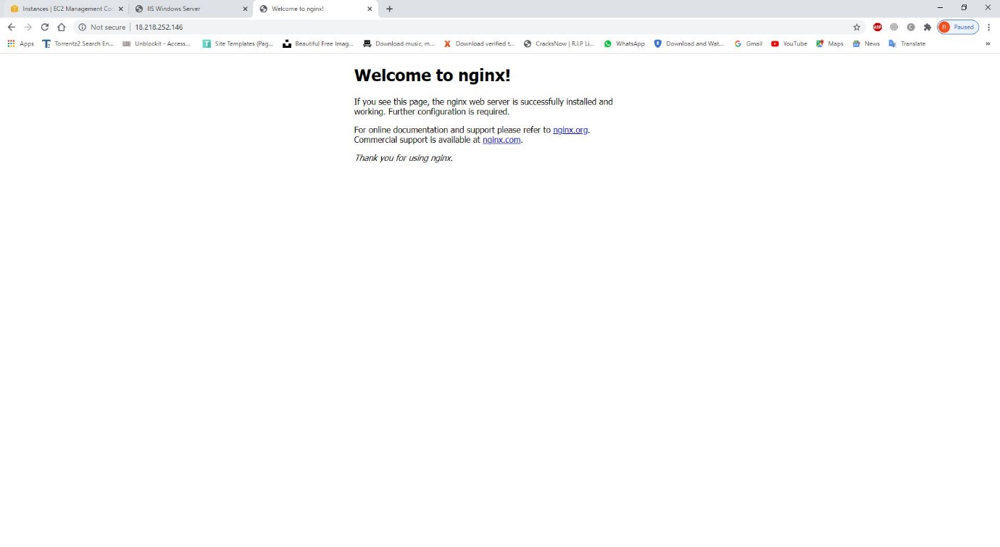 Instances | EC2 Management Co
IIS Windows Server
Welcome to nginx!
Not secure | 18.218.252.146
ABP
R Paused
Apps
Torrentz2 Search En...
Unblockit - Access...
Site Templates (Pag...
Beautiful Free Imag...
Download music, m...
Download verified t...
CracksNow | R.I.P Li...
WhatsApp
Download and Wat...
Gmail
YouTube
Maps
News
Translate
»
Welcome to nginx!
If you see this page, the nginx web server is successfully installed and
working. Further configuration is required.
For online documentation and support please refer to nginx.org.
Commercial support is available at nginx.com.
Thank you for using nginx.